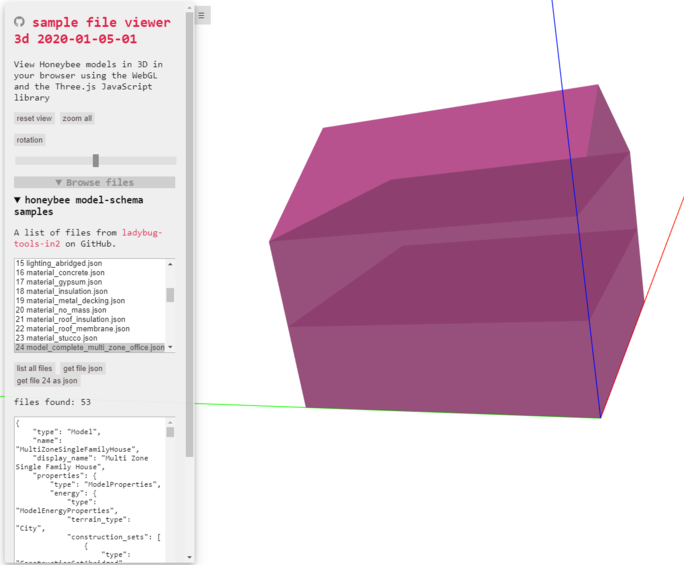 sample file viewer
3d 2020-01-05-01
View Honeybee models in 3D in
your browser using the WebGL
and the Three.js JavaScript
library
reset view zoom all
rotation
▼ Browse files
▼ honeybee model-schema
samples
A list of files from ladybug-
tools-in2 on GitHub.
15 lighting_abridged.json
16 material_concrete.json
17 material_gypsum.json
18 material_insulation.json
19 material_metal_decking.json
20 material_no_mass.json
21 material_roof_insulation.json
22 material_roof_membrane.json
23 material_stucco.json
24 model_complete_multi_zone_office.json
list all files get file json
get file 24 as json
files found: 53
{
"type": "Model",
"name":
"MultiZoneSingleFamilyHouse",
"display_name": "Multi Zone
Single Family House",
"properties": {
"type": "ModelProperties",
"energy": {
"type":
"ModelEnergyProperties",
"terrain_type":
"City",
"construction_sets": [
{
"type":
"ConstructionSetAbridged",